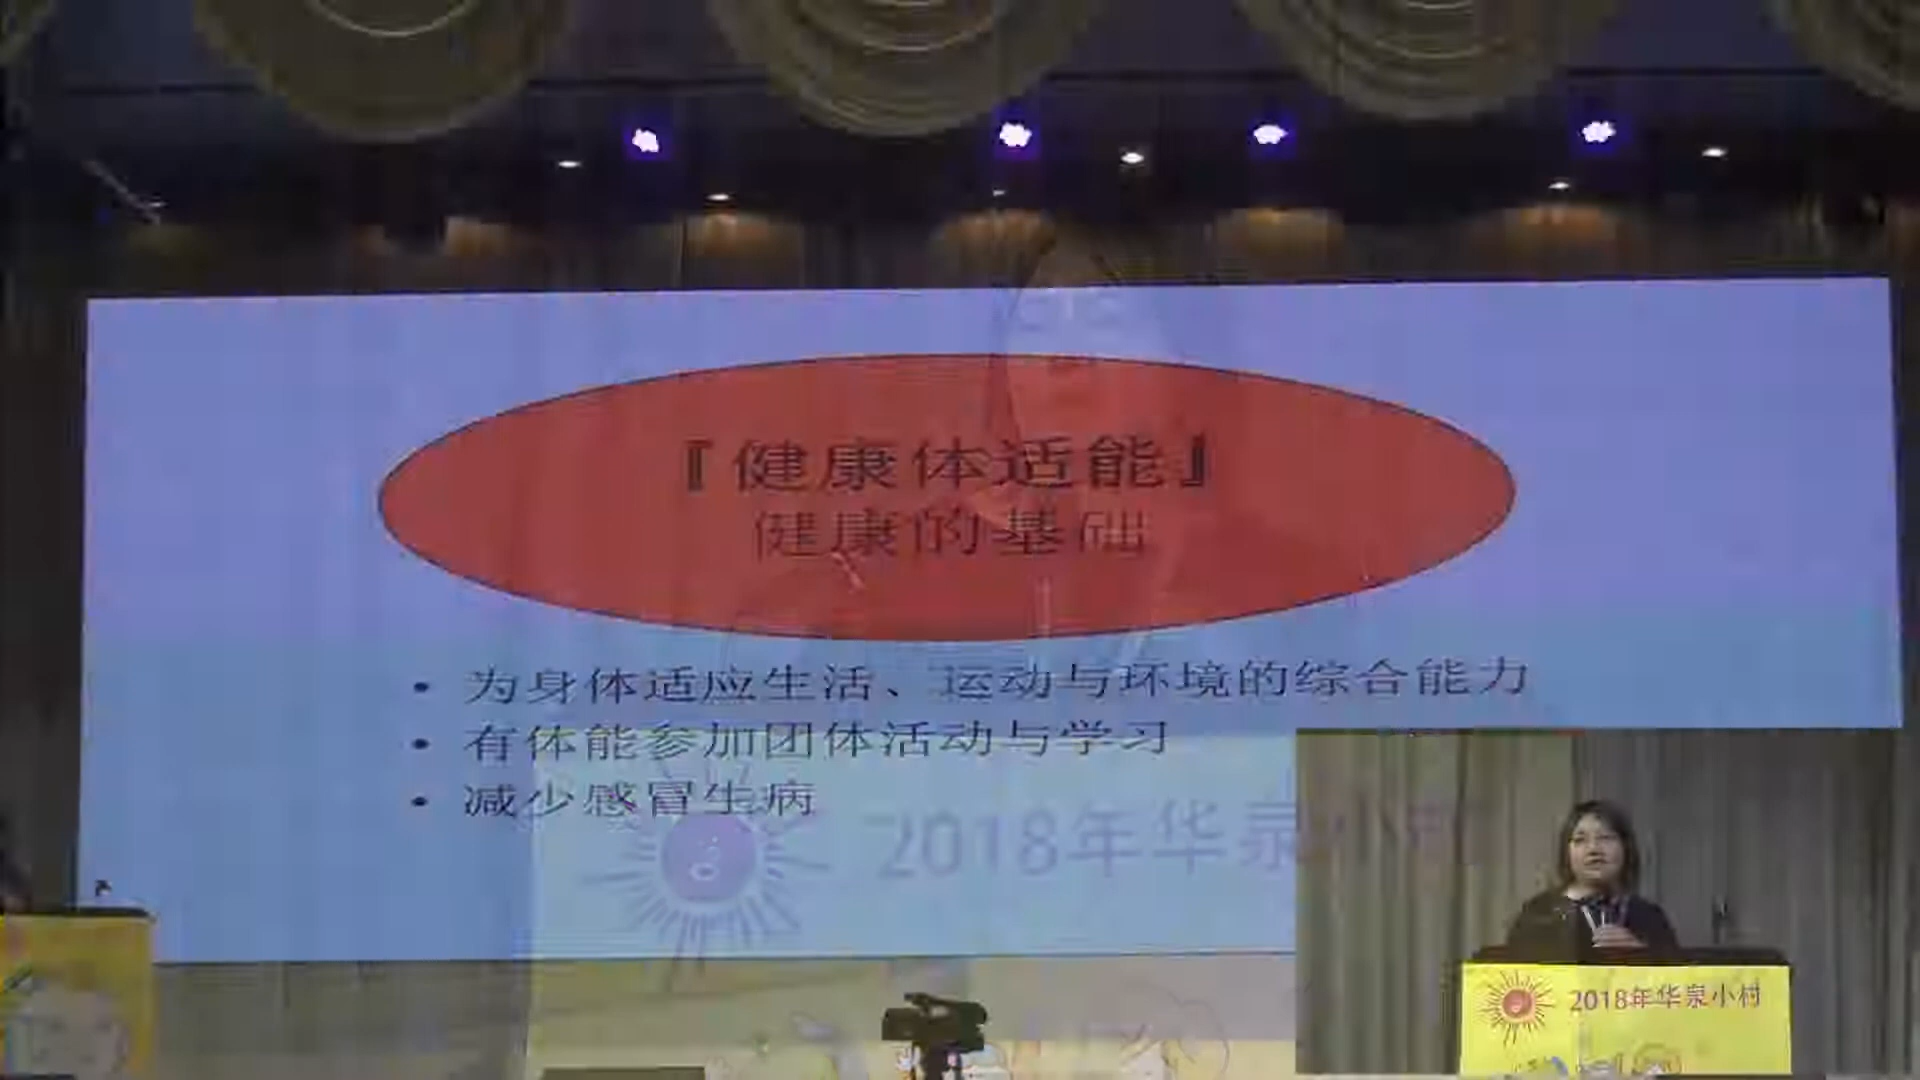 『健康体适能』
健康的基础
• 为身体适应生活、运动与环境的综合能力
• 有体能参加团体活动与学习
• 减少感冒生病
2018年华泉小村
2018年华泉小村